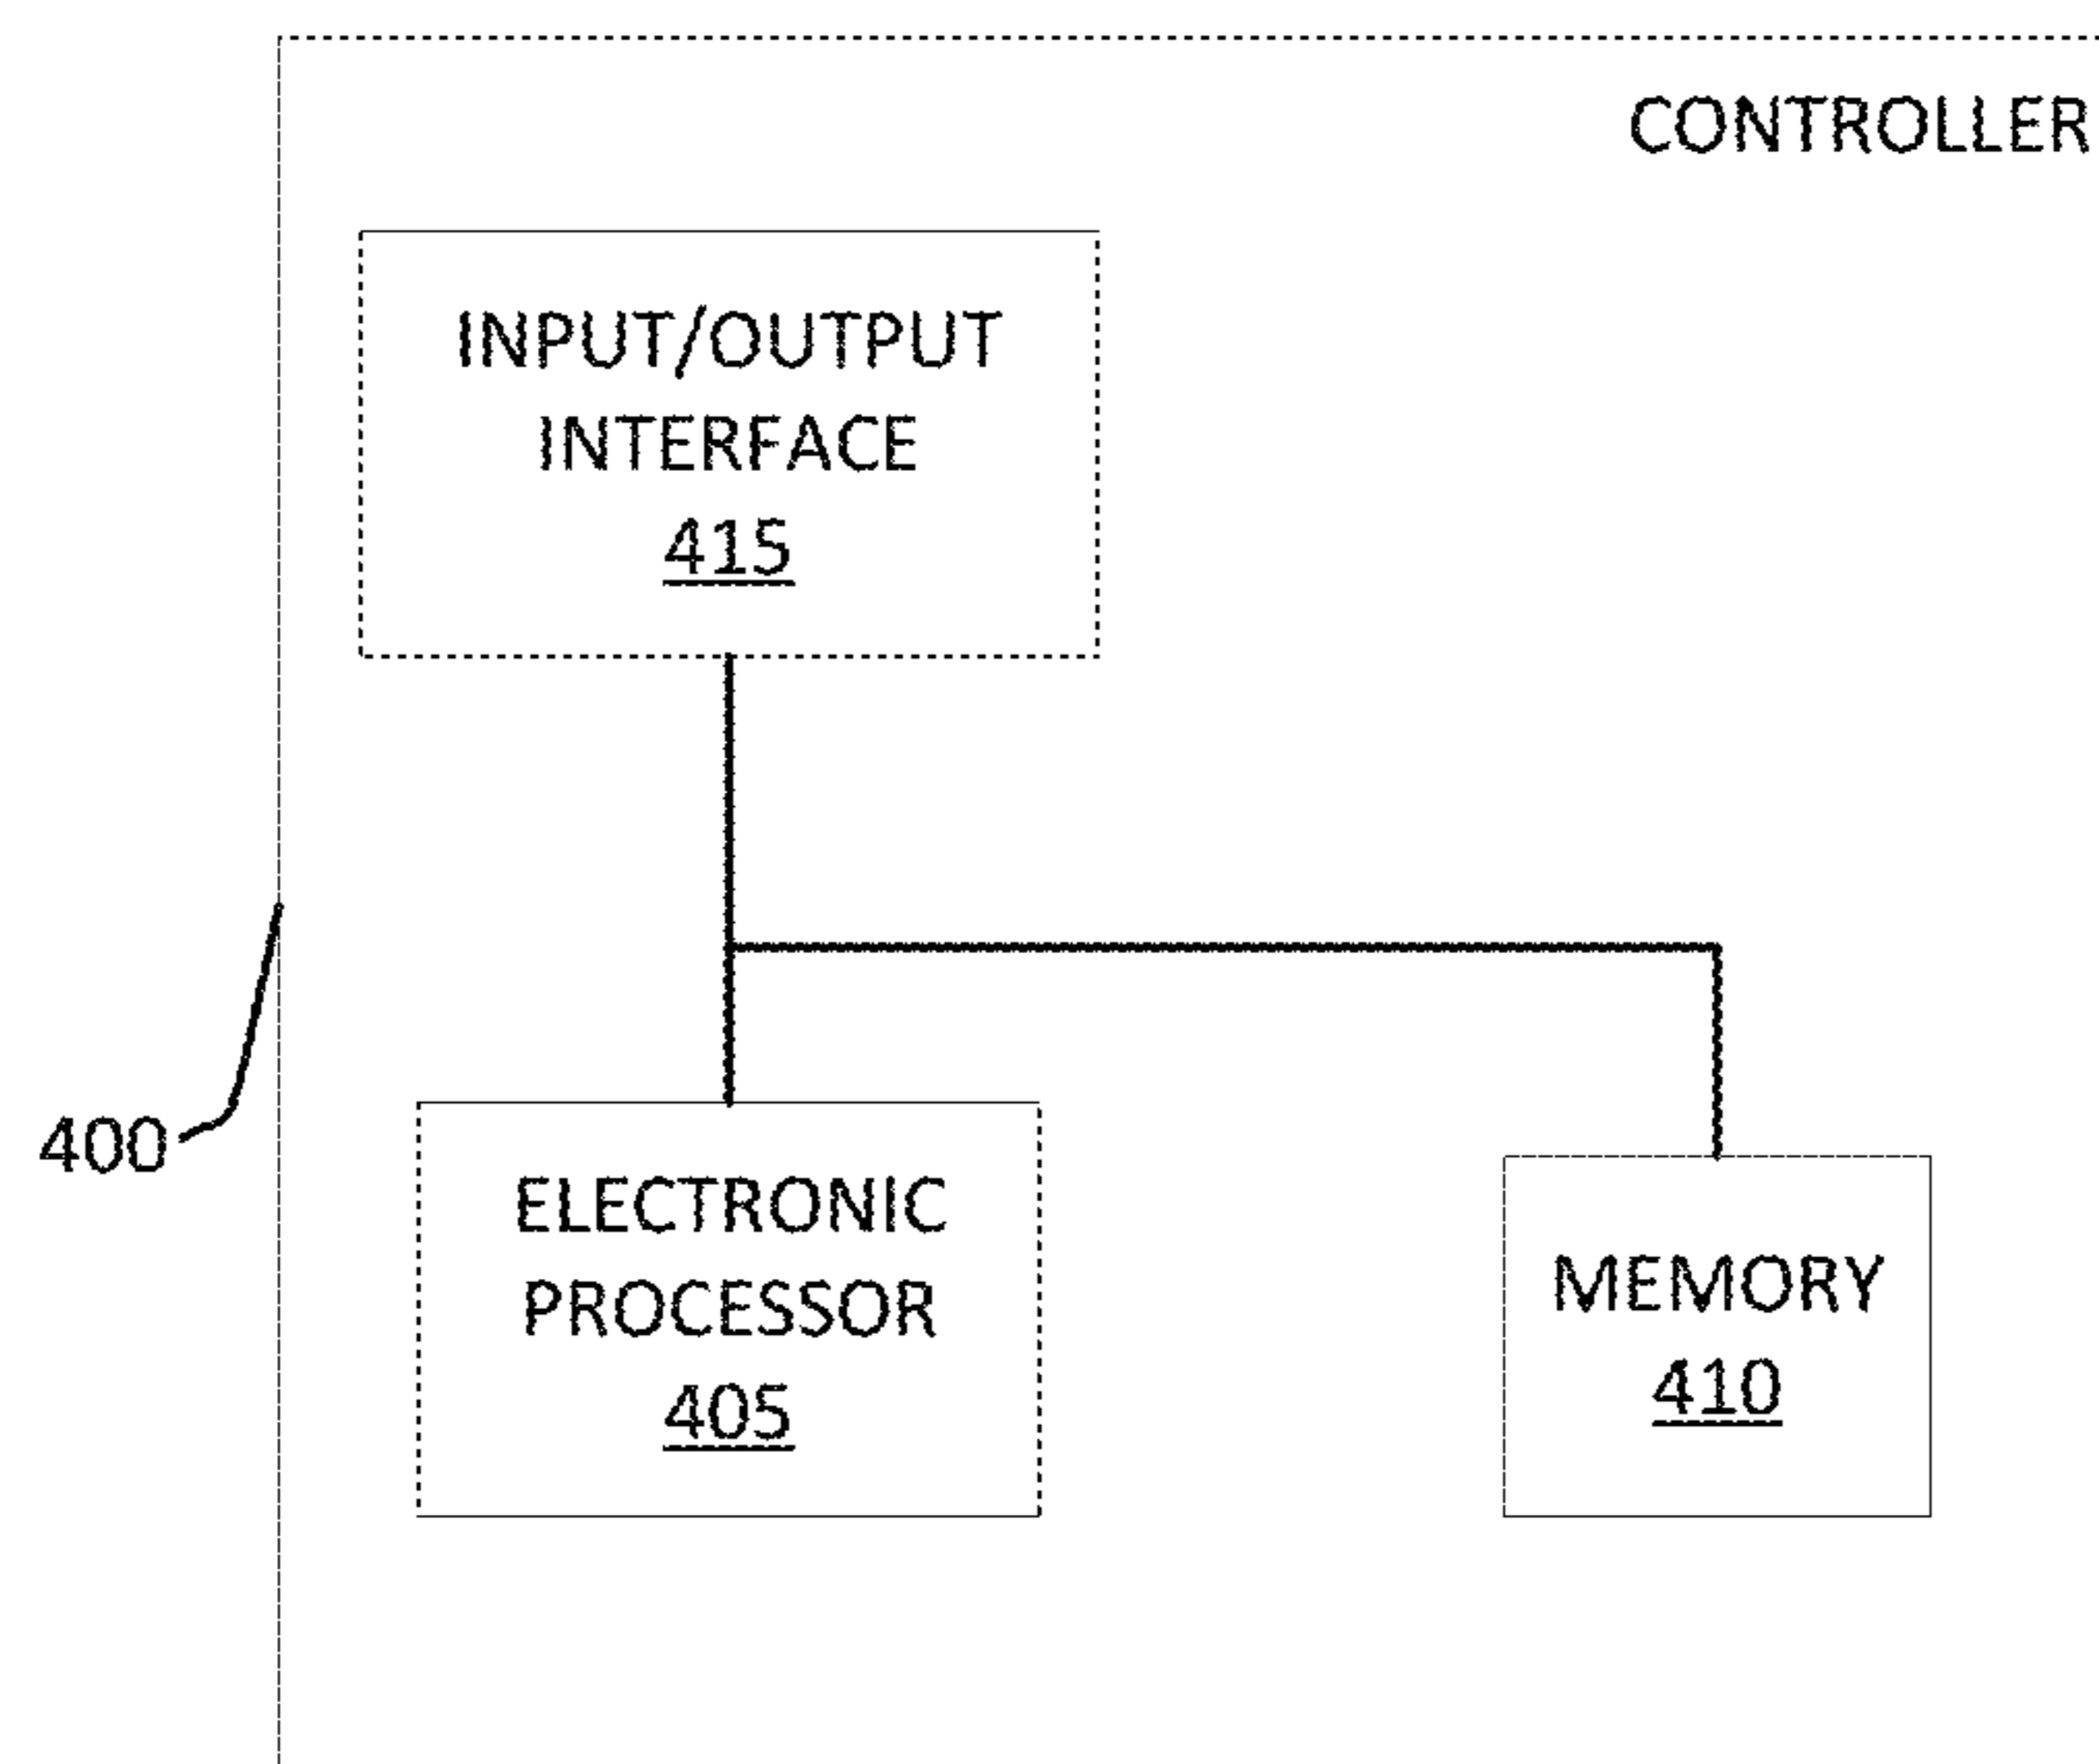 CONTROLLER
INPUT/OUTPUT
INTERFACE
415
400
ELECTRONIC
PROCESSOR
405
MEMORY
410